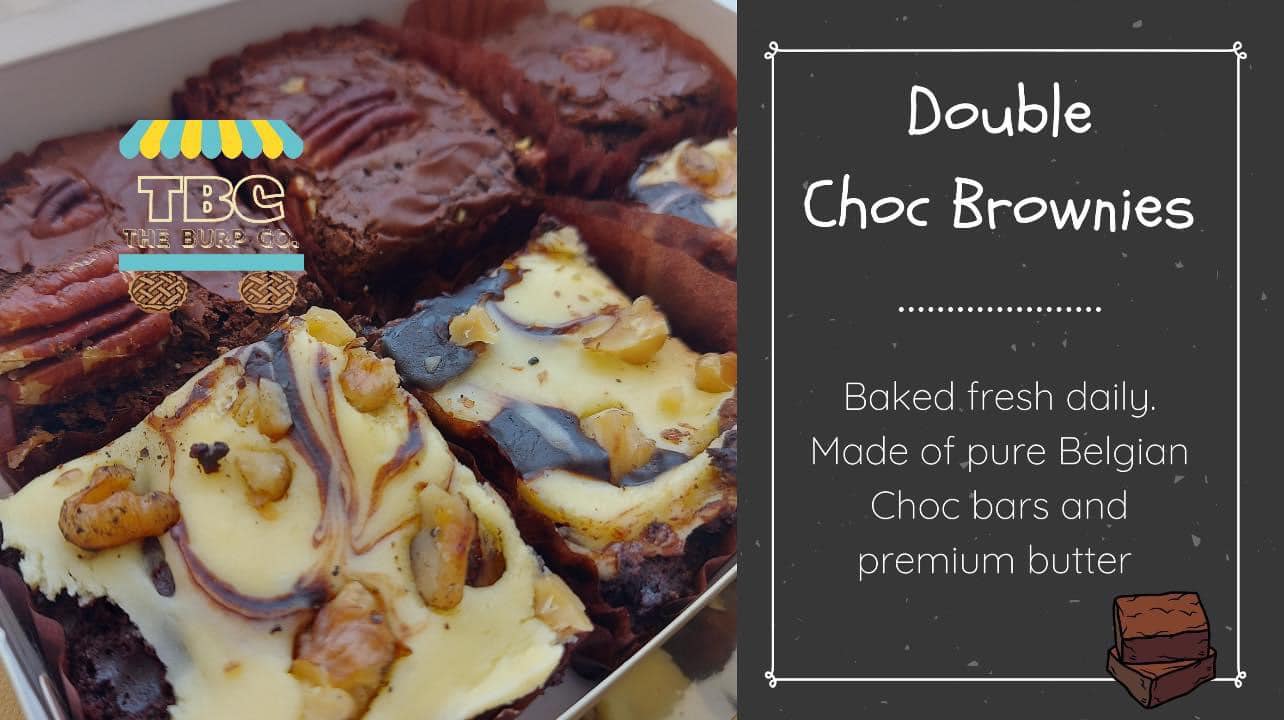 TBC
THE BURP CO.
Double
Choc Brownies
Baked fresh daily.
Made of pure Belgian
Choc bars and
premium butter